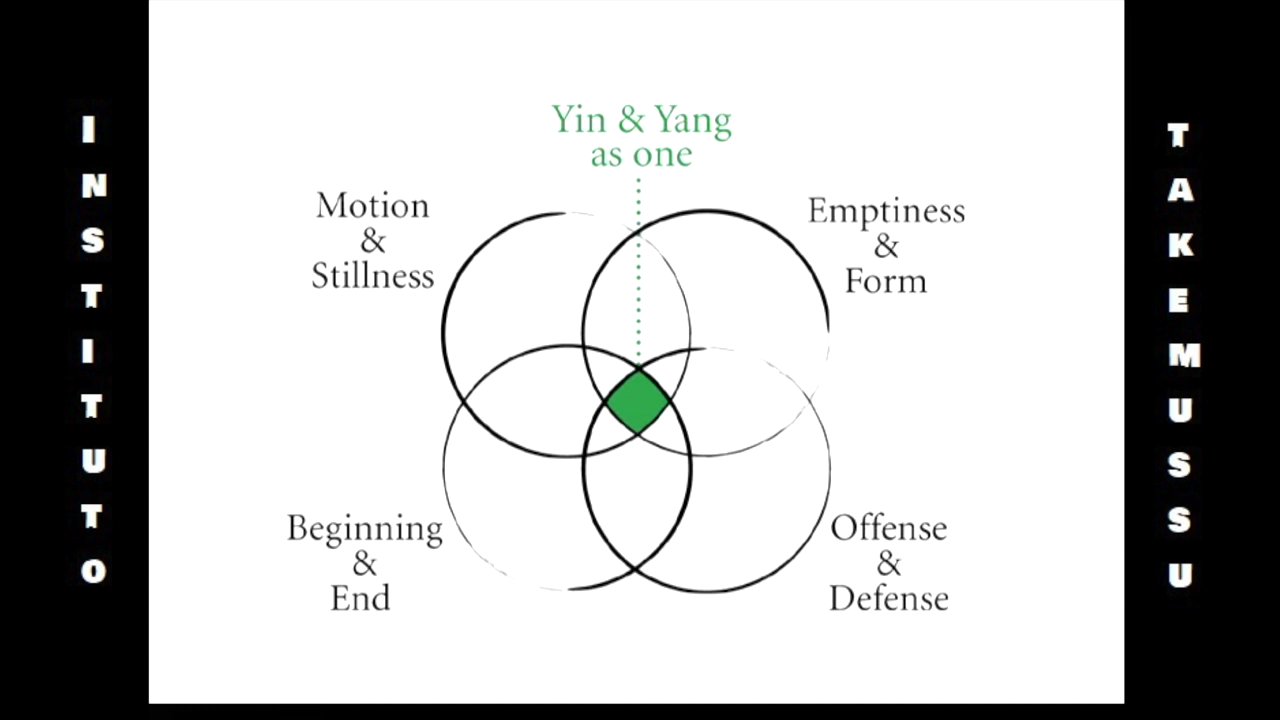 INSTITUTO
Yin & Yang
as one
Motion
&
Stillness
Emptiness
&
Form
Beginning
&
End
Offense
&
Defense
TAKEMUSSU